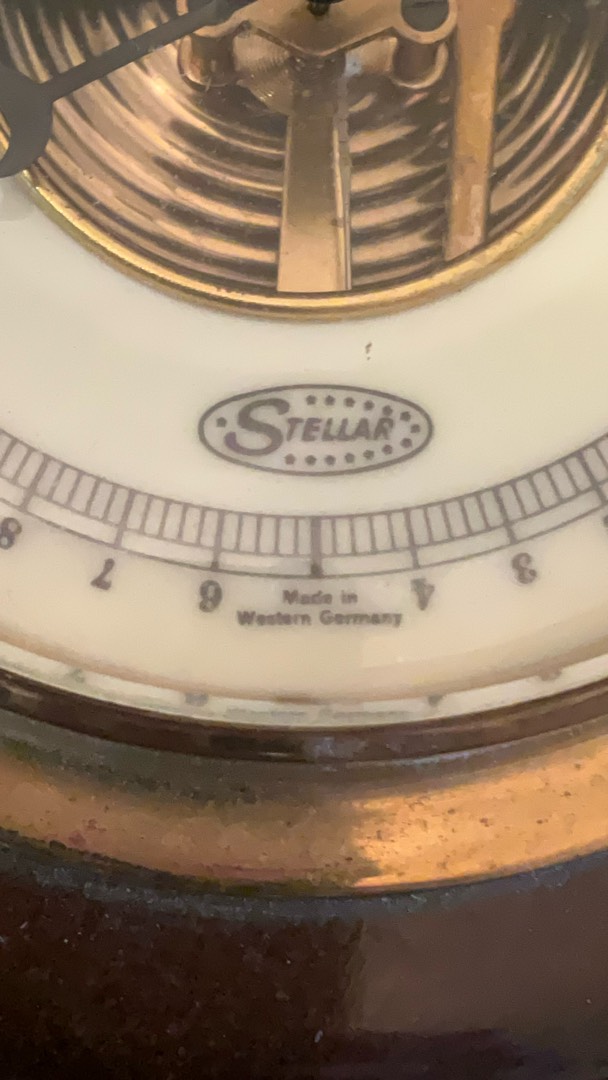 STELLAR
8 7 6 4 3
Made in
Western Germany